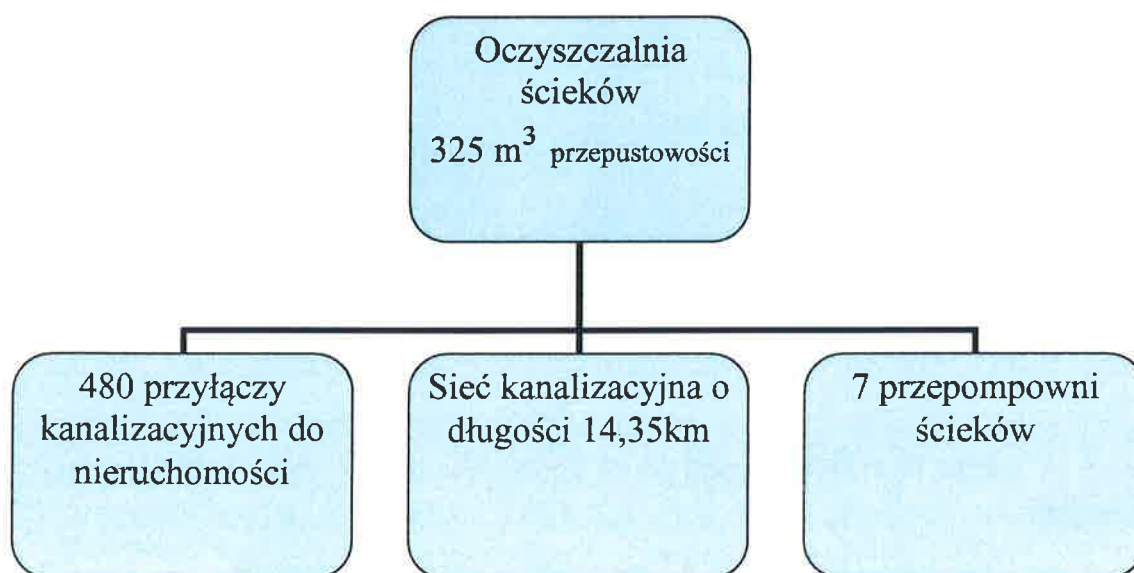 Oczyszczalnia
ścieków
325 m³ przepustowości
480 przyłączy
kanalizacyjnych do
nieruchomości
Sieć kanalizacyjna o
długości 14,35km
7 przepompowni
ścieków